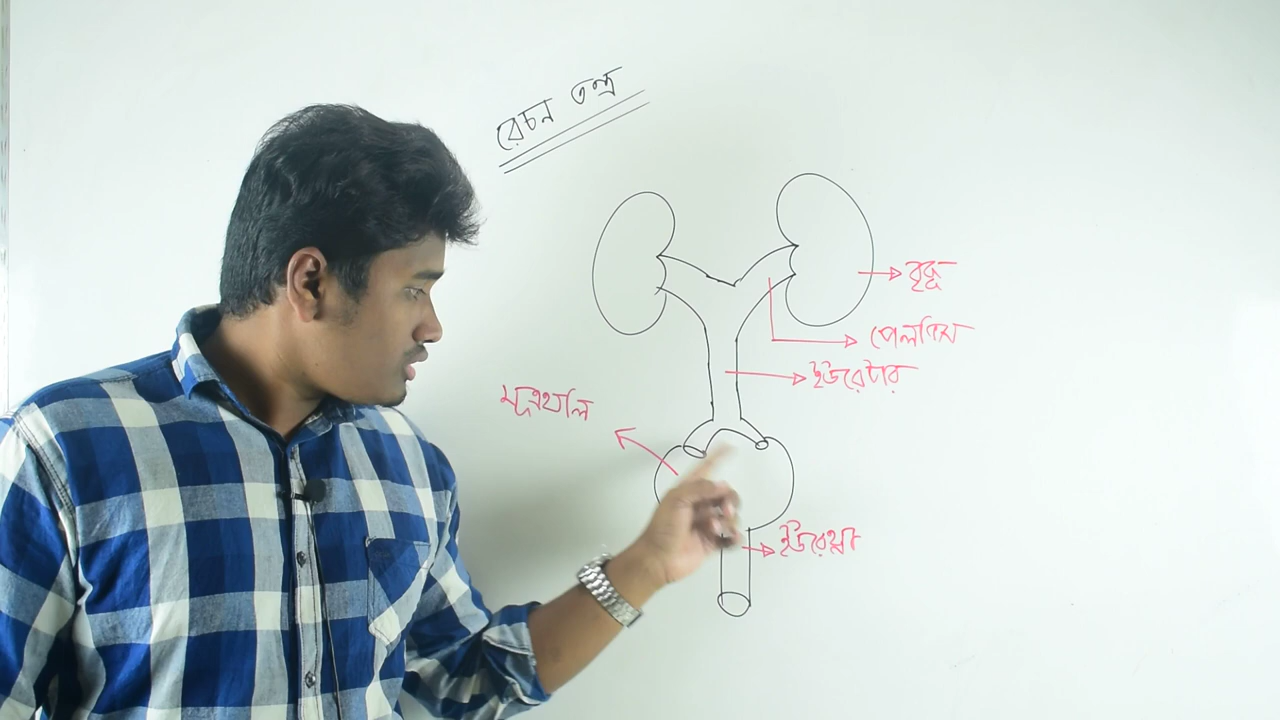 রেচন তন্ত্র
বৃক্ক
পেলভিস
ইউরেটার
মূত্রথলি
ইউরেথ্রা